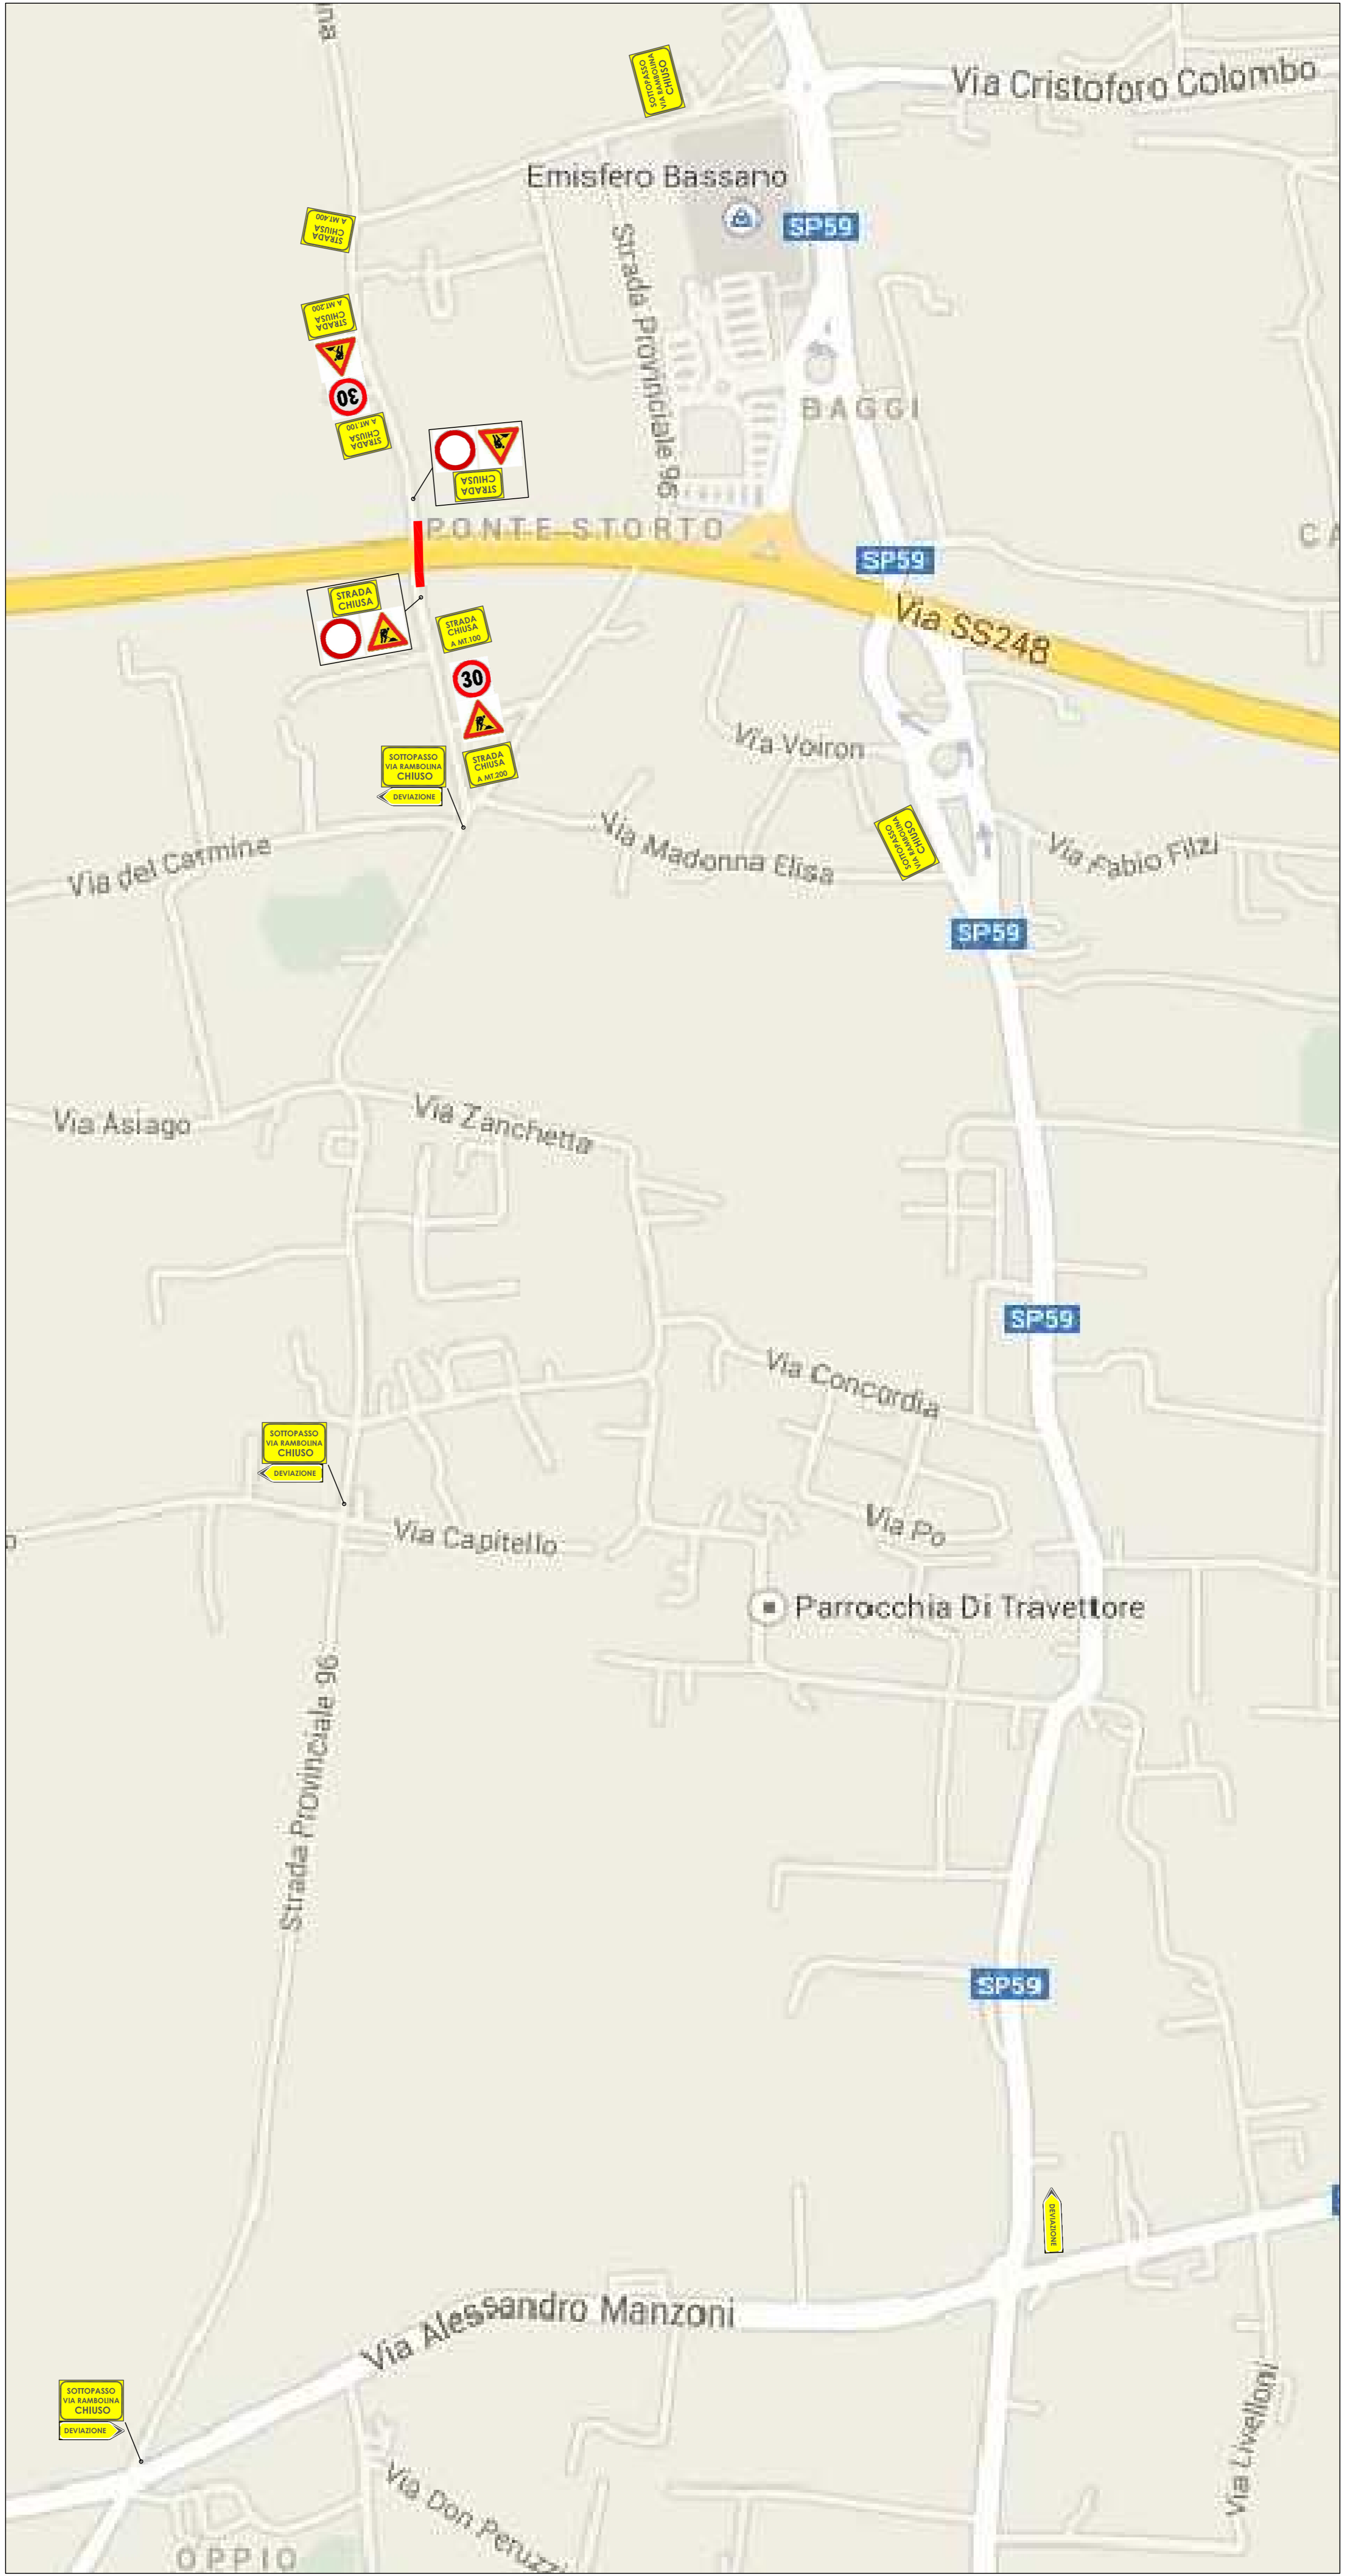 na
SOTTOPASSO
VIA RAMBOLINA
CHIUSO
Via Cristoforo Colombo
Emisfero Bassano
SP59
STRADA
CHIUSA
A MT.400
Strada Provinciale 96
STRADA
CHIUSA
A MT.200
30
BAGGI
STRADA
CHIUSA
A MT.100
STRADA
CHIUSA
PONTE STORTO
CA
SP59
STRADA
CHIUSA
STRADA
CHIUSA
A MT.100
Via SS248
30
Via Voiron
SOTTOPASSO
VIA RAMBOLINA
CHIUSO
DEVIAZIONE
STRADA
CHIUSA
A MT.200
Via del Carmine
Via Madonna Elisa
SOTTOPASSO
VIA RAMBOLINA
CHIUSO
Via Fabio Filzi
SP59
Via Asiago
Via Zanchetta
SP59
Via Concordia
SOTTOPASSO
VIA RAMBOLINA
CHIUSO
DEVIAZIONE
o
Via Capitello
Via Po
Parrocchia Di Travettore
Strada Provinciale 96
SP59
DEVIAZIONE
Via Alessandro Manzoni
SOTTOPASSO
VIA RAMBOLINA
CHIUSO
DEVIAZIONE
Via Livelloni
Via Don Peruzzi
OPPIO